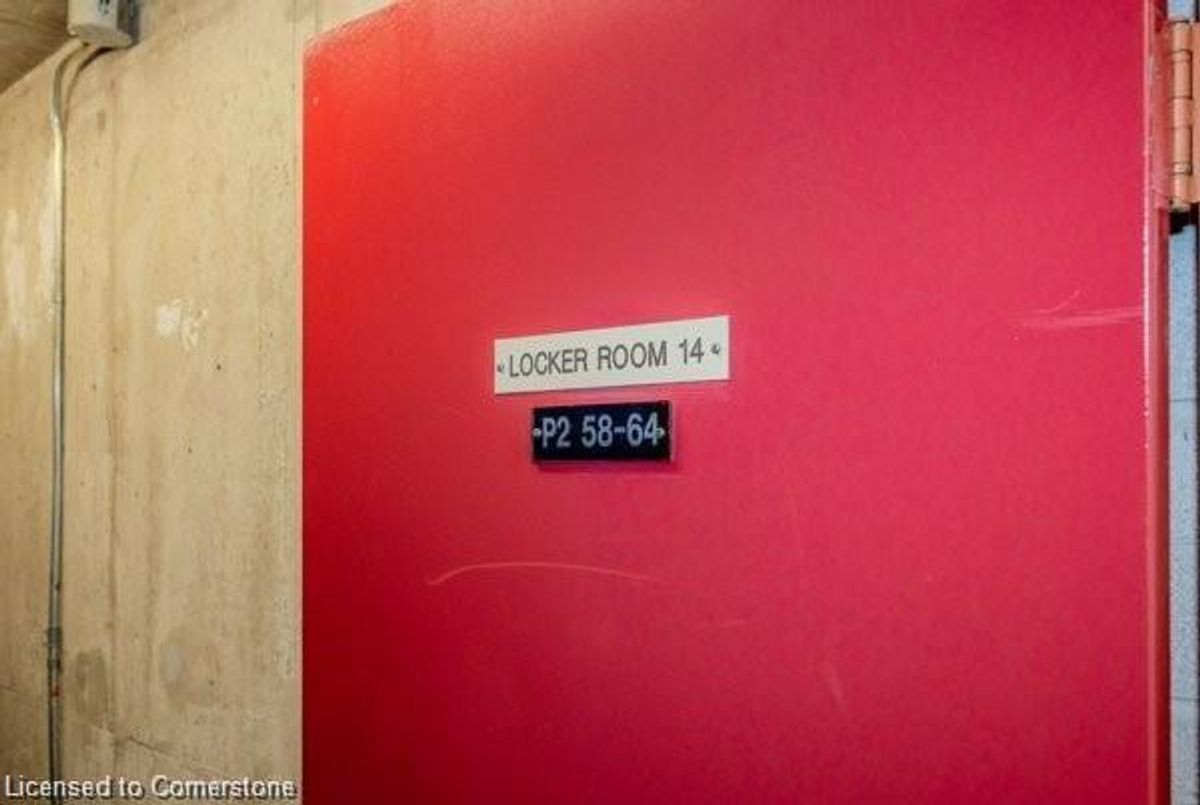 LOCKER ROOM 14
P2 58-64
Licensed to Cornerstone